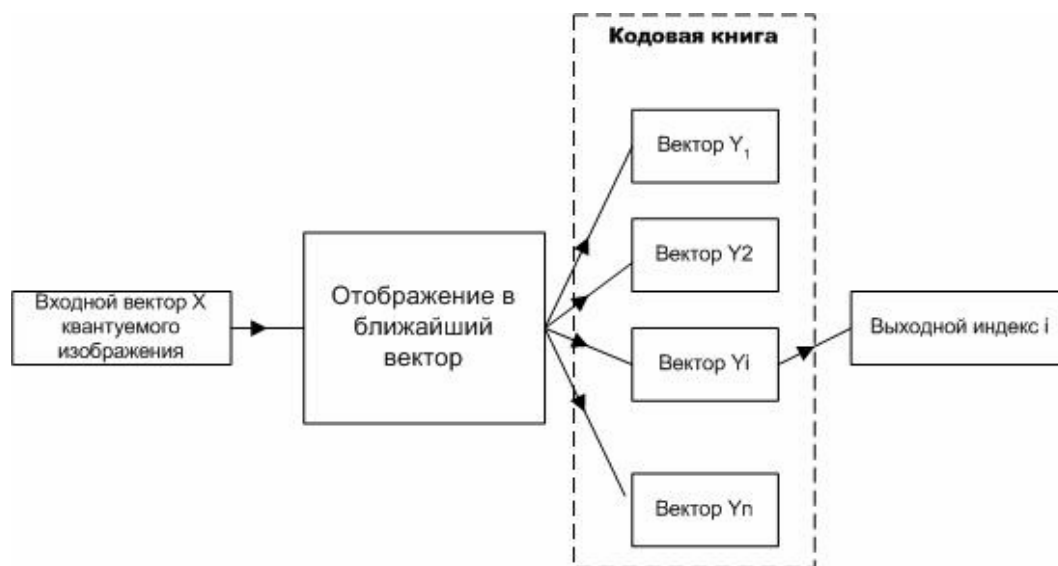 Кодовая книга
Вектор Y1
Вектор Y2
Входной вектор X
квантуемого
изображения
Отображение в
ближайший
вектор
Вектор Yi
Выходной индекс i
Вектор Yn